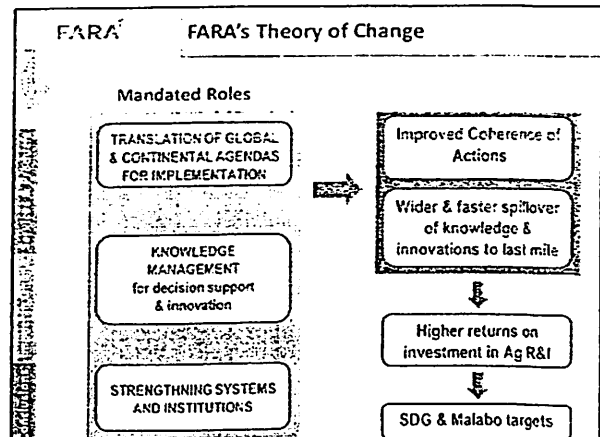 FARA
FARA's Theory of Change
Mandated Roles
TRANSLATION OF GLOBAL
& CONTINENTAL AGENDAS
FOR IMPLEMENTATION
KNOWLEDGE
MANAGEMENT
for decision support
& innovation
STRENGTHNING SYSTEMS
AND INSTITUTIONS
Improved Coherence of
Actions
Wider & faster spillover
of knowledge &
innovations to last mile
Higher returns on
investment in Ag R&I
SDG & Malabo targets